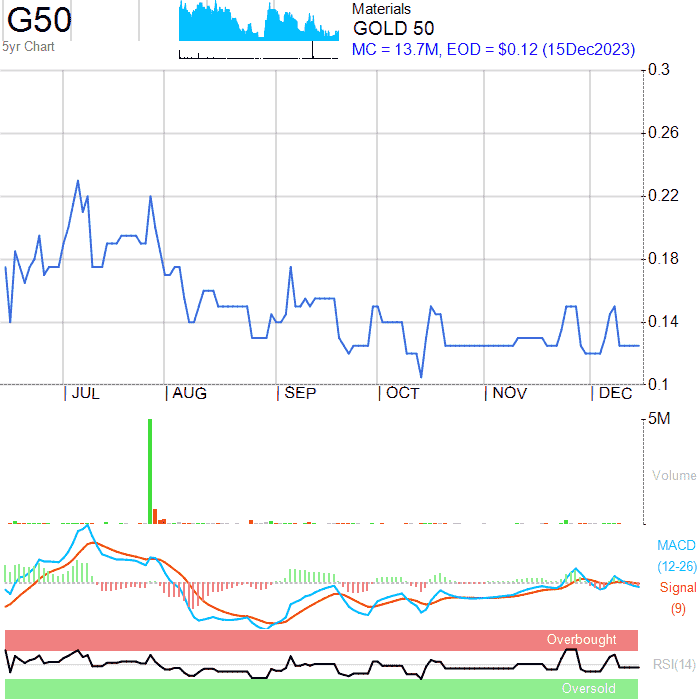 G50
5yr Chart
Materials
GOLD 50
MC = 13.7M, EOD = $0.12 (15Dec2023)
0.3
0.26
0.22
0.18
0.14
0.1
JUL AUG SEP OCT NOV DEC
5M
Volume
MACD
(12-26)
Signal
(9)
Overbought
RSI(14)
Oversold